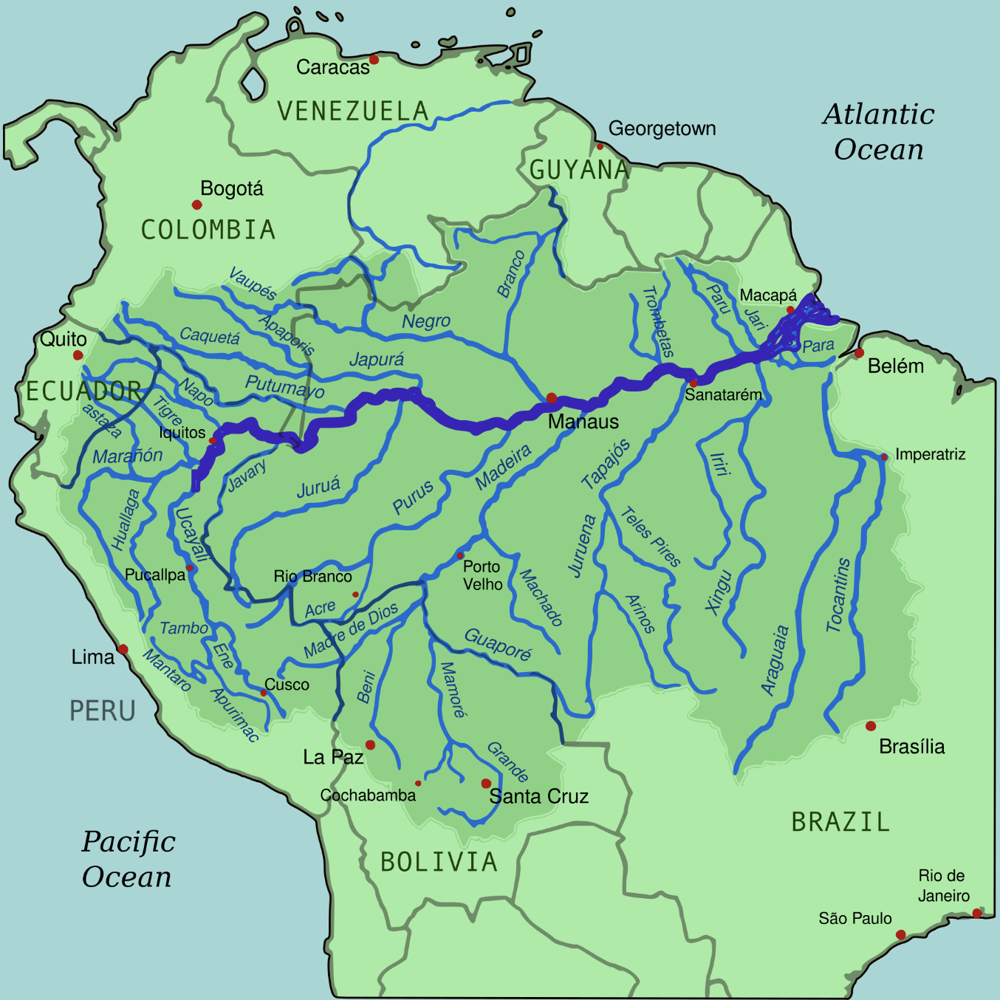 Caracas
VENEZUELA
Atlantic
Ocean
Georgetown
GUYANA
Bogotá
COLOMBIA
Vaupés
Branco
Trombetas
Paru
Macapá
Jari
Apaporis
Negro
Quito
Caquetá
Japurá
Para
Belém
ECUADOR
Napo
Putumayo
Sanatarém
astaza
Tigre
Iquitos
Manaus
Marañón
Javary
Juruá
Purus
Madeira
Tapajós
Iriri
Imperatriz
Huallaga
Ucayali
Juruena
Teles Pires
Pucallpa
Rio Branco
Porto
Velho
Machado
Xingu
Tocantins
Acre
Madre de Dios
Arinos
Tambo
Ene
Guaporé
Araguaia
Lima
Mantaro
Cusco
Beni
Mamoré
PERU
Apurimac
La Paz
Grande
Brasília
Cochabamba
Santa Cruz
BRAZIL
Pacific
Ocean
BOLIVIA
Rio de
Janeiro
São Paulo